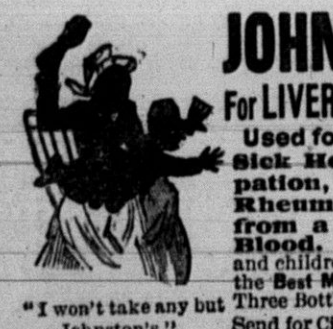 JOHN
For LIVER
Used fo
Sick He
pation,
Rheum
from a
Blood.
and childre
the Best M
Three Bott
Send for C
"I won't take any but
Johnston's."